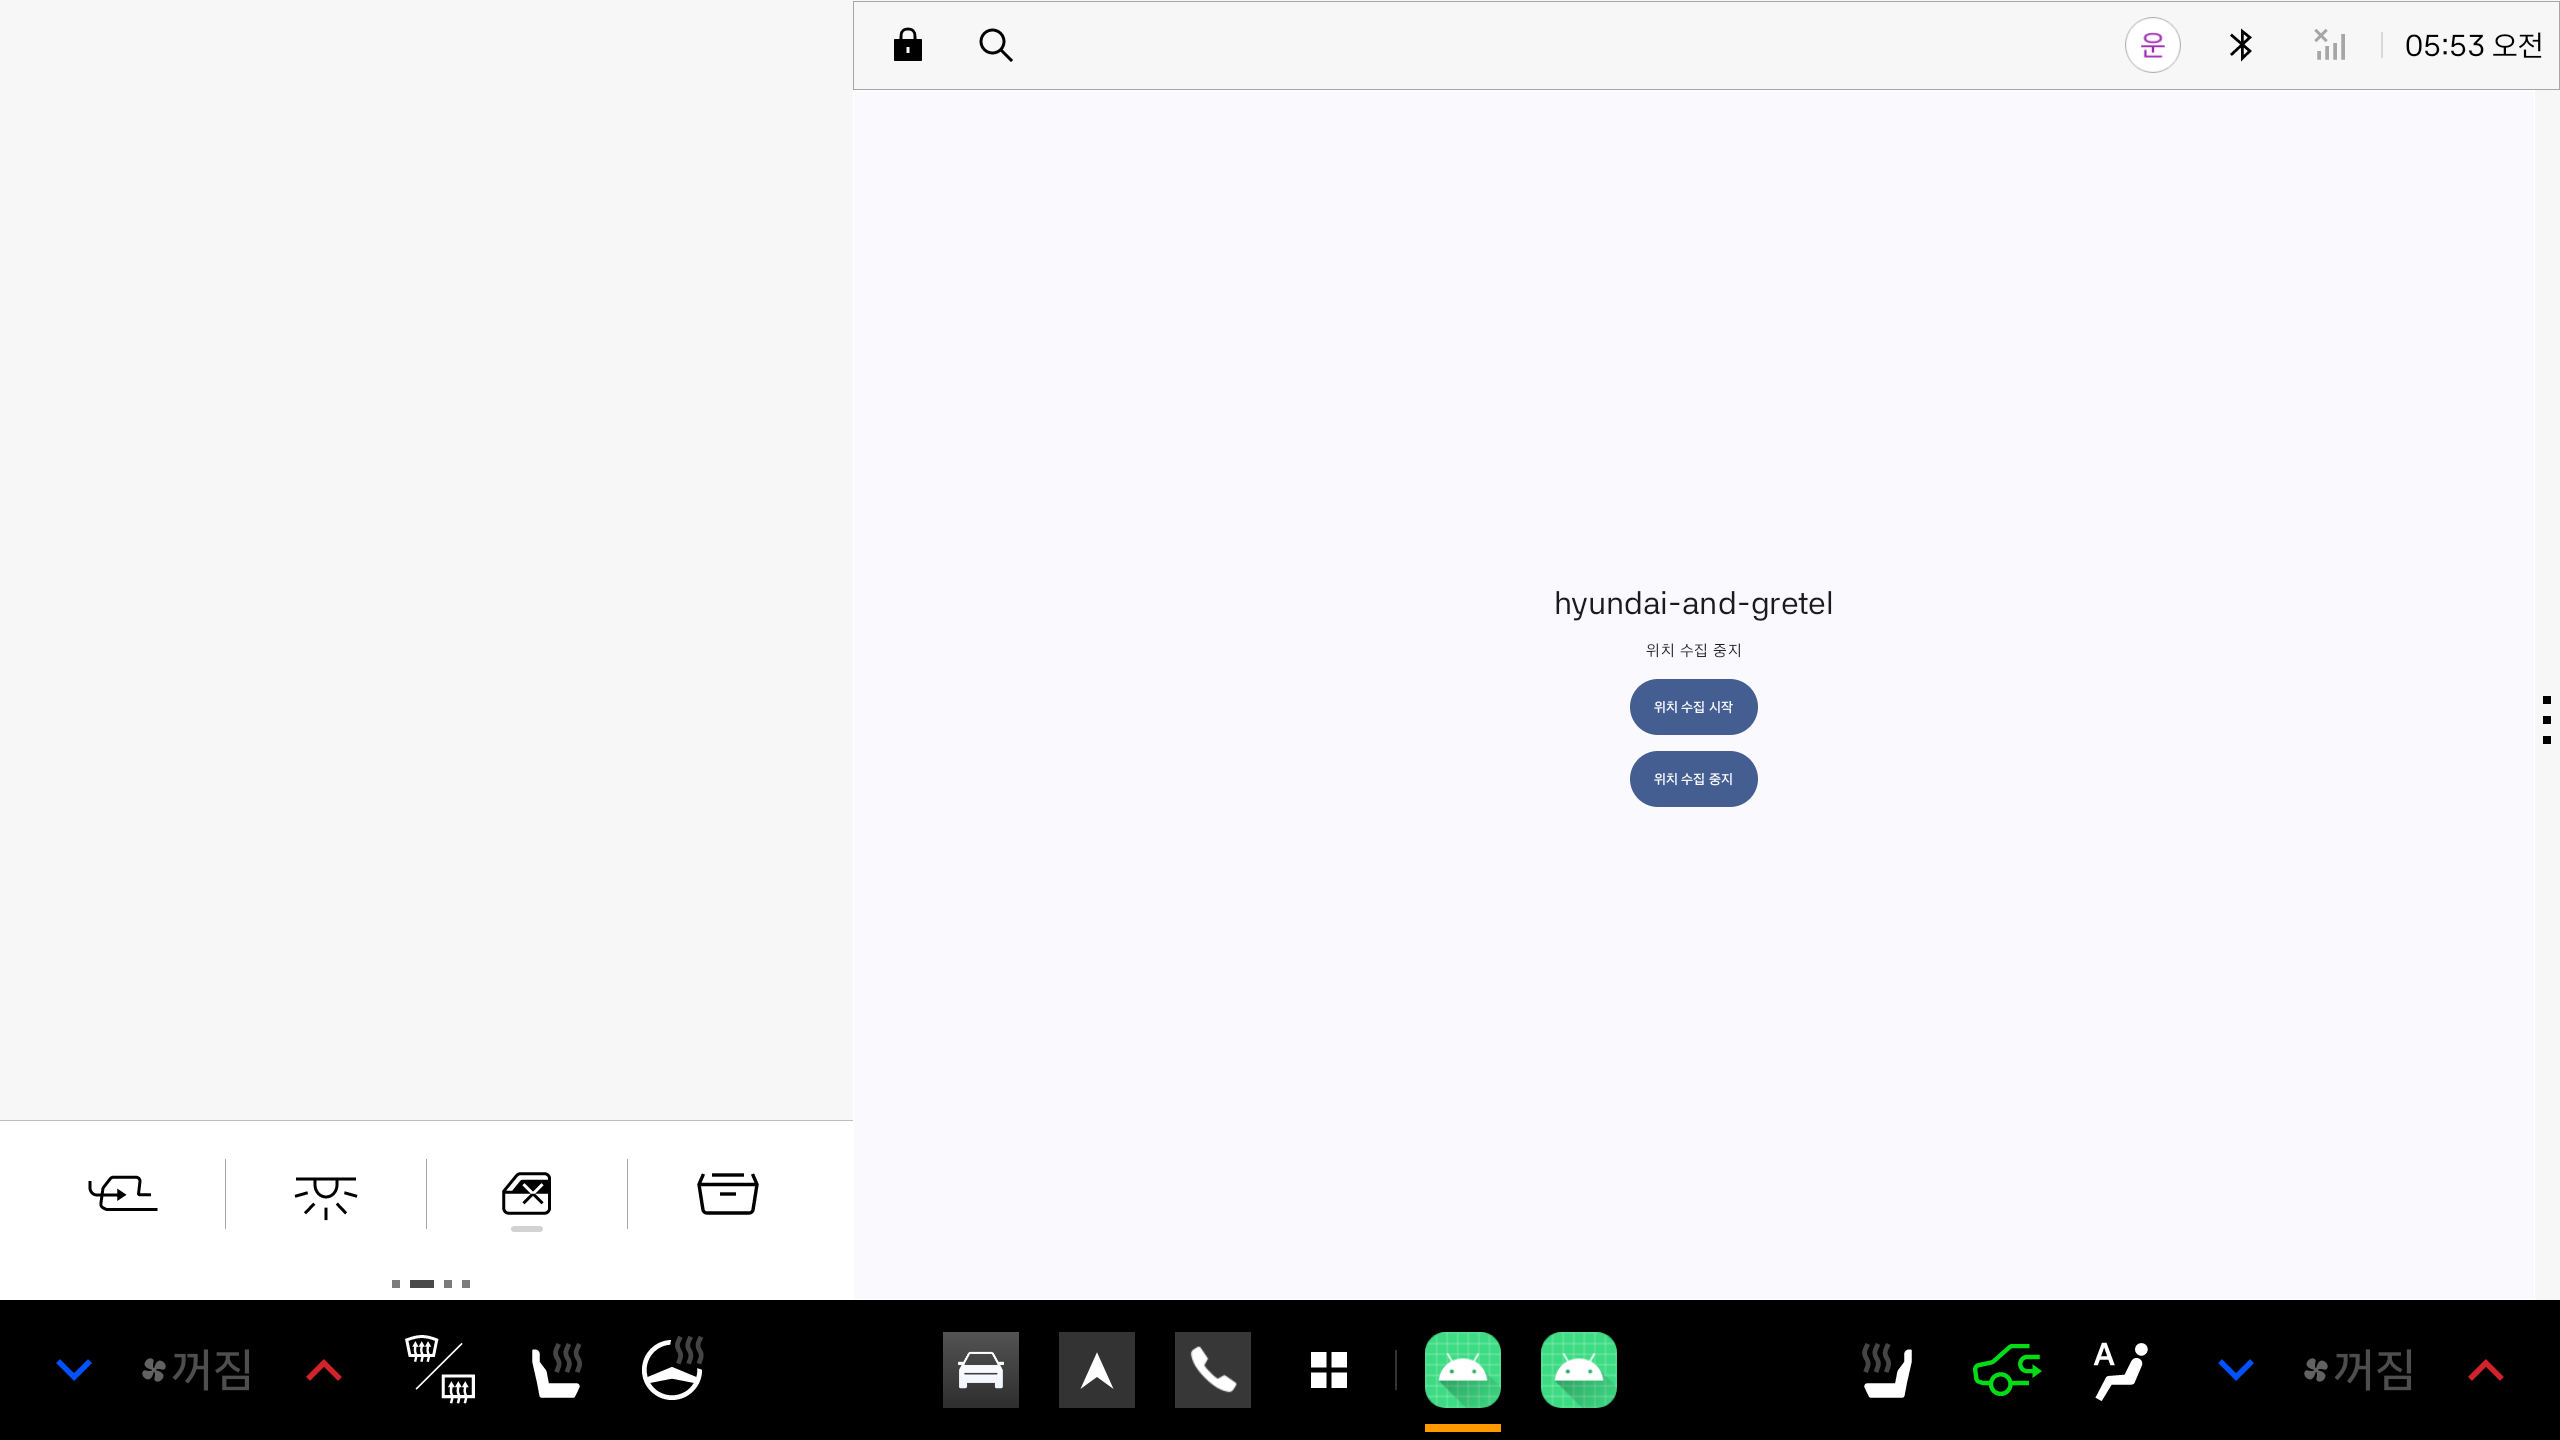 운
05:53 오전
hyundai-and-gretel
위치 수집 중지
위치 수집 시작
위치 수집 중지
꺼짐
A
꺼짐